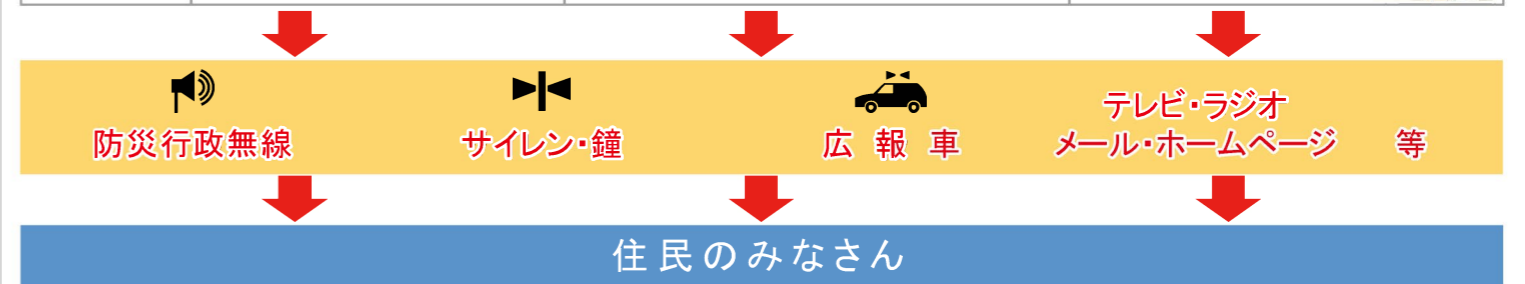 防災行政無線
サイレン・鐘
広報車
テレビ・ラジオ
メール・ホームページ 等
住民のみなさん